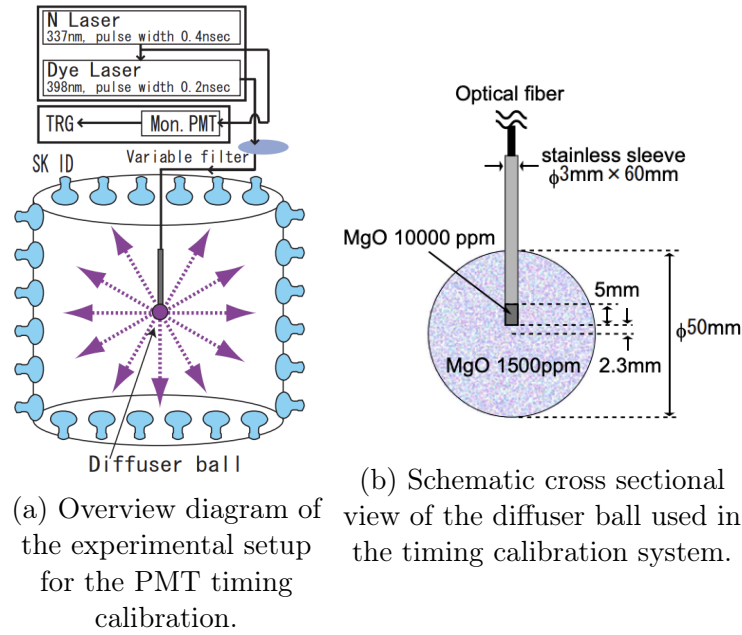 N Laser
337nm, pulse width 0.4nsec
Dye Laser
398nm, pulse width 0.2nsec
TRG
Mon. PMT
Variable filter
SK ID
Diffuser ball
(a) Overview diagram of
the experimental setup
for the PMT timing
calibration.
Optical fiber
stainless sleeve
ϕ3mm × 60mm
MgO 10000 ppm
5mm
ϕ50mm
MgO 1500ppm
2.3mm
(b) Schematic cross sectional
view of the diffuser ball used in
the timing calibration system.